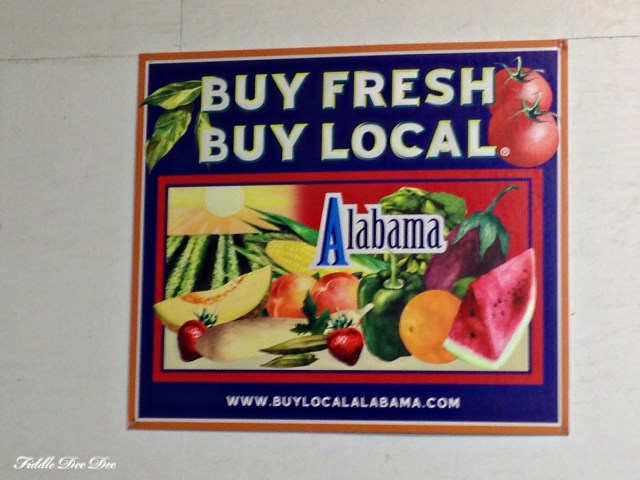 BUY FRESH
BUY LOCAL®
Alabama
WWW.BUYLOCALALABAMA.COM
Fiddle Dee Dee